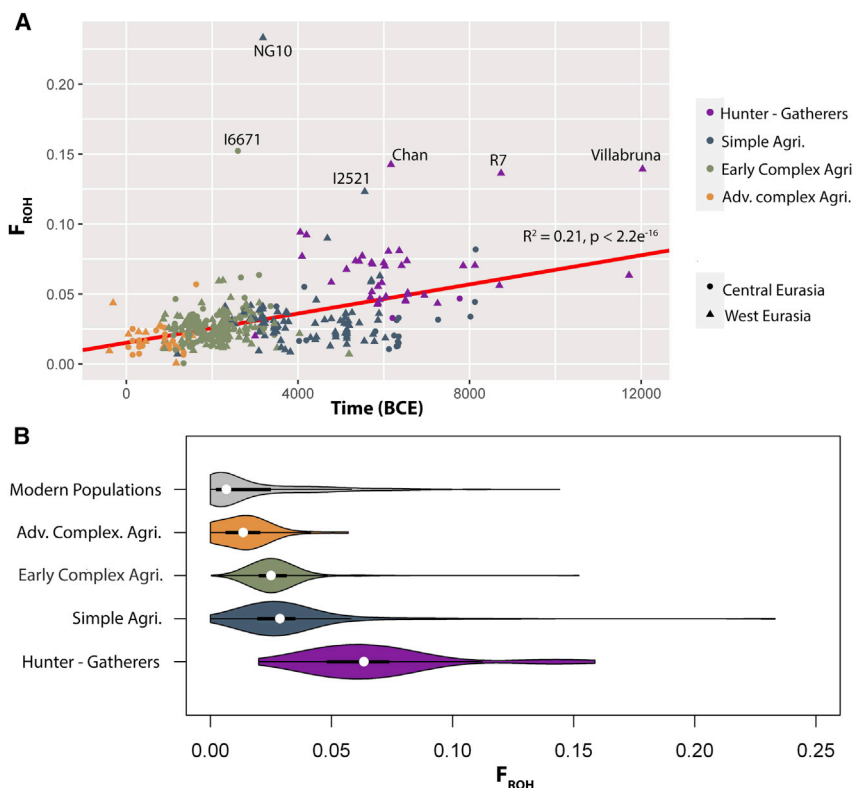 A
F_ROH
0.20
0.15
0.10
0.05
0.00
NG10
I6671
I2521
Chan
R7
Villabruna
R² = 0.21, p < 2.2e⁻¹⁶
0
4000
8000
12000
Time (BCE)
Hunter - Gatherers
Simple Agri.
Early Complex Agri
Adv. complex Agri.
Central Eurasia
West Eurasia
B
Modern Populations
Adv. Complex. Agri.
Early Complex Agri.
Simple Agri.
Hunter - Gatherers
0.00
0.05
0.10
0.15
0.20
0.25
F_ROH